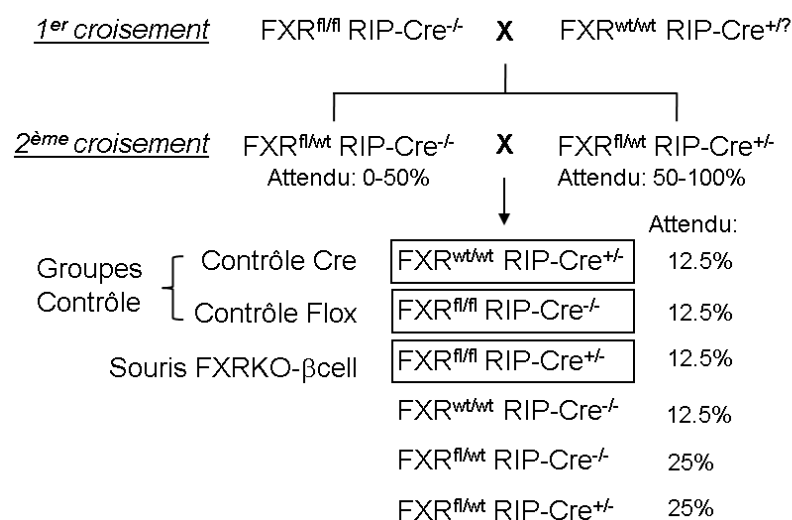 1er croisement FXRfl/fl RIP-Cre-/- X FXRwt/wt RIP-Cre+/?
2ème croisement FXRfl/wt RIP-Cre-/- X FXRfl/wt RIP-Cre+/-
Attendu: 0-50% Attendu: 50-100%
Attendu:
Groupes Contrôle
Contrôle Cre FXRwt/wt RIP-Cre+/- 12.5%
Contrôle Flox FXRfl/fl RIP-Cre-/- 12.5%
Souris FXRKO-βcell FXRfl/fl RIP-Cre+/- 12.5%
FXRwt/wt RIP-Cre-/- 12.5%
FXRfl/wt RIP-Cre-/- 25%
FXRfl/wt RIP-Cre+/- 25%